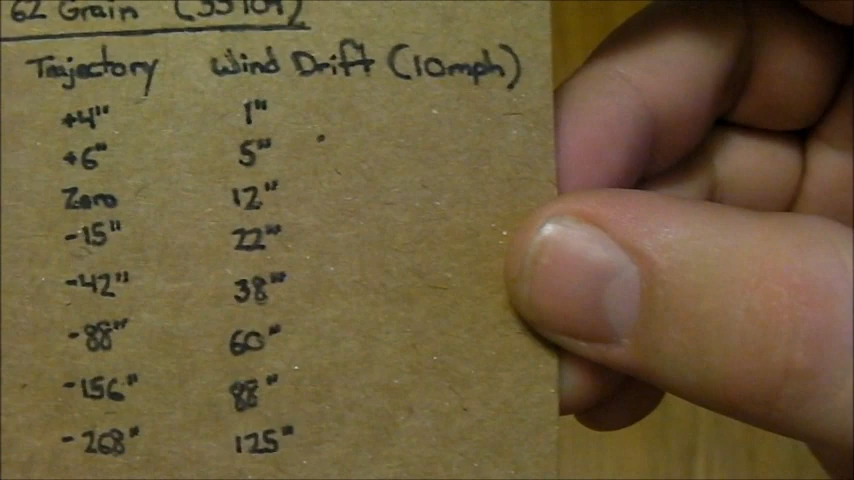 62 Grain (SS109)
Trajectory Wind Drift (10mph)
+4" 1"
+6" 5"
Zero 12"
-15" 22"
-42" 38"
-88" 60"
-156" 88"
-268" 125"